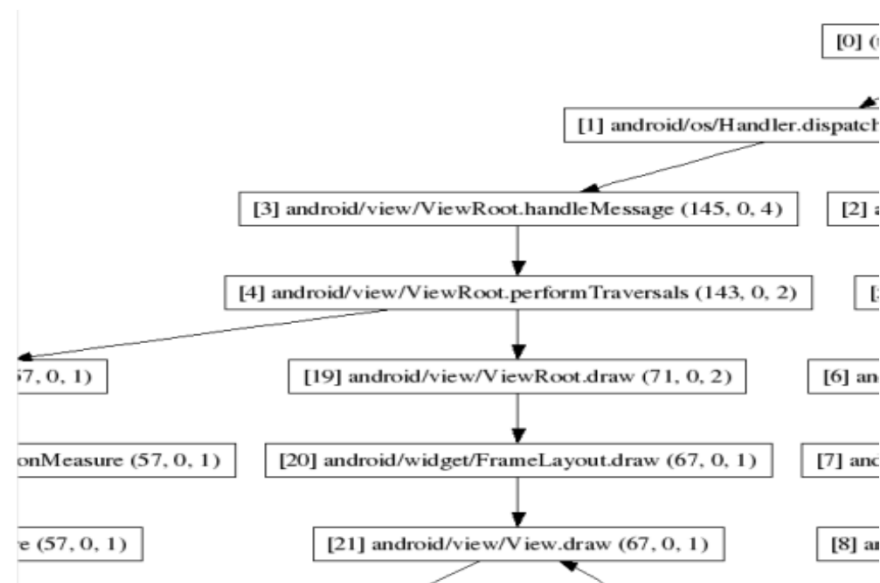 [0] (
[1] android/os/Handler.dispatch
[3] android/view/ViewRoot.handleMessage (145, 0, 4)
[2]
[4] android/view/ViewRoot.performTraversals (143, 0, 2)
7, 0, 1)
[19] android/view/ViewRoot.draw (71, 0, 2)
[6] an
onMeasure (57, 0, 1)
[20] android/widget/FrameLayout.draw (67, 0, 1)
[7] and
e (57, 0, 1)
[21] android/view/View.draw (67, 0, 1)
[8] a